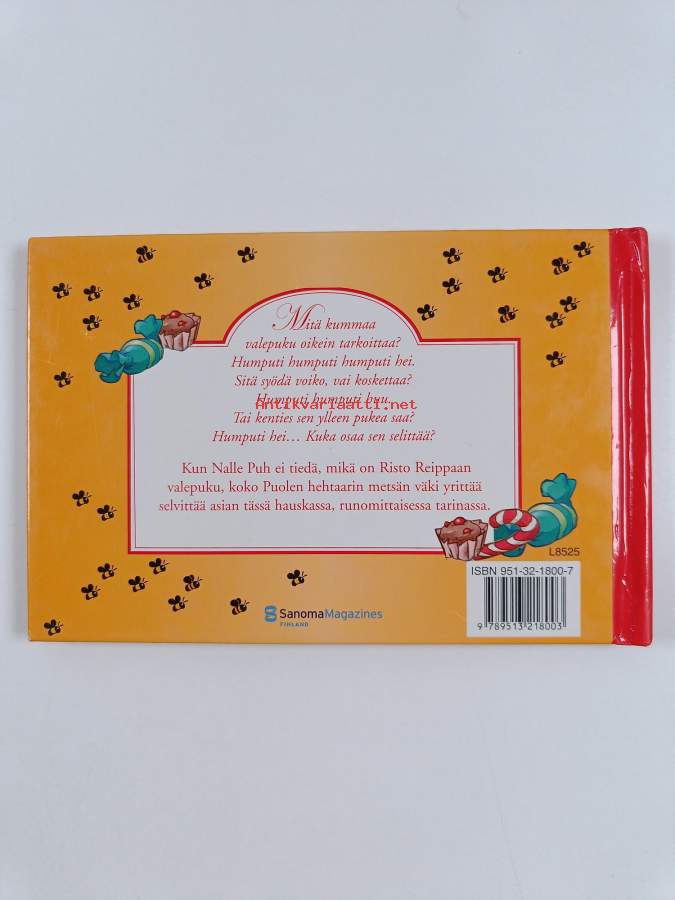 Mitä kummaa
valepuku oikein tarkoittaa?
Humputi humputi humputi hei.
Sitä syödä voiko, vai koskettaa?
Humputi humputi huu.
Antikvariaatti.net
Tai kenties sen ylleen pukea saa?
Humputi hei… Kuka osaa sen selittää?
Kun Nalle Puh ei tiedä, mikä on Risto Reippaan
valepuku, koko Puolen hehtaarin metsän väki yrittää
selvittää asian tässä hauskassa, runomittaisessa tarinassa.
L8525
ISBN 951-32-1800-7
9 789513 218003
SanomaMagazines
FINLAND